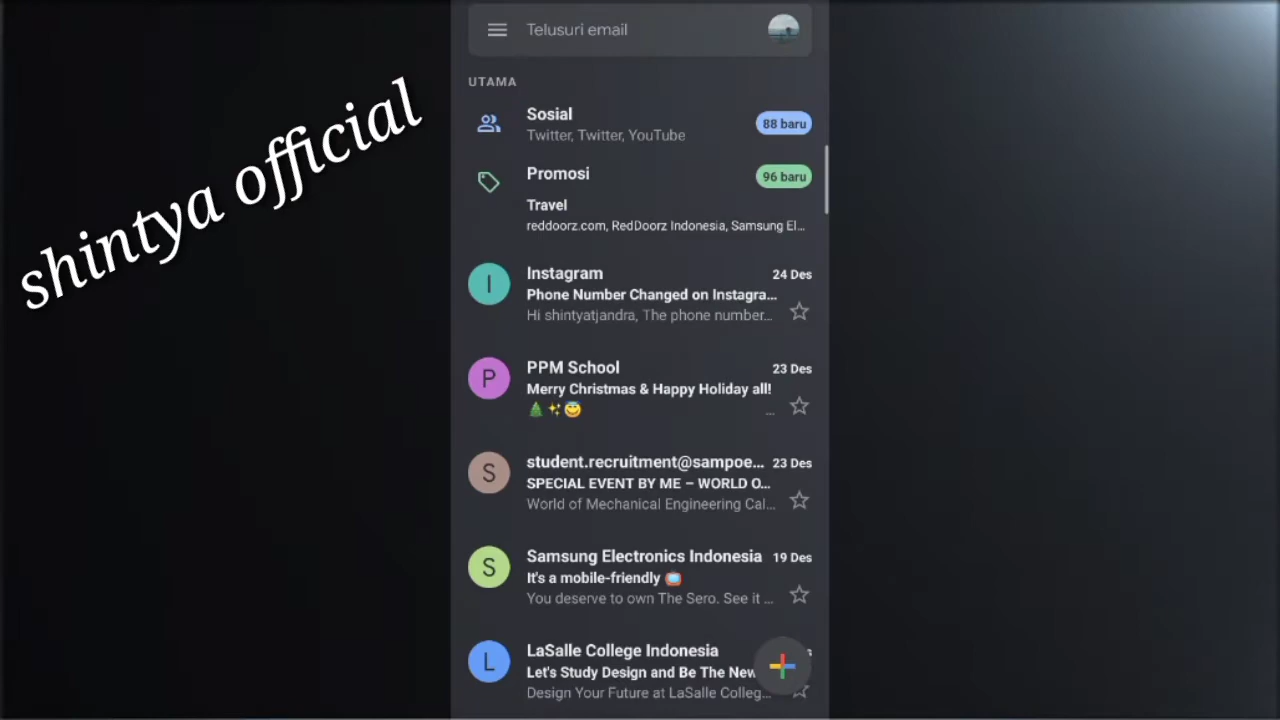 shintya official
Telusuri email
UTAMA
Sosial
Twitter, Twitter, YouTube
88 baru
Promosi
96 baru
Travel
reddoorz.com, RedDoorz Indonesia, Samsung El...
I
Instagram
24 Des
Phone Number Changed on Instagra...
Hi shintyatjandra, The phone number...
P
PPM School
23 Des
Merry Christmas & Happy Holiday all!
🎄✨😇 ...
S
student.recruitment@sampoe...
23 Des
SPECIAL EVENT BY ME – WORLD O...
World of Mechanical Engineering Cal...
S
Samsung Electronics Indonesia
19 Des
It's a mobile-friendly 📺
You deserve to own The Sero. See it ...
L
LaSalle College Indonesia
Let's Study Design and Be The New
Design Your Future at LaSalle Colleg...